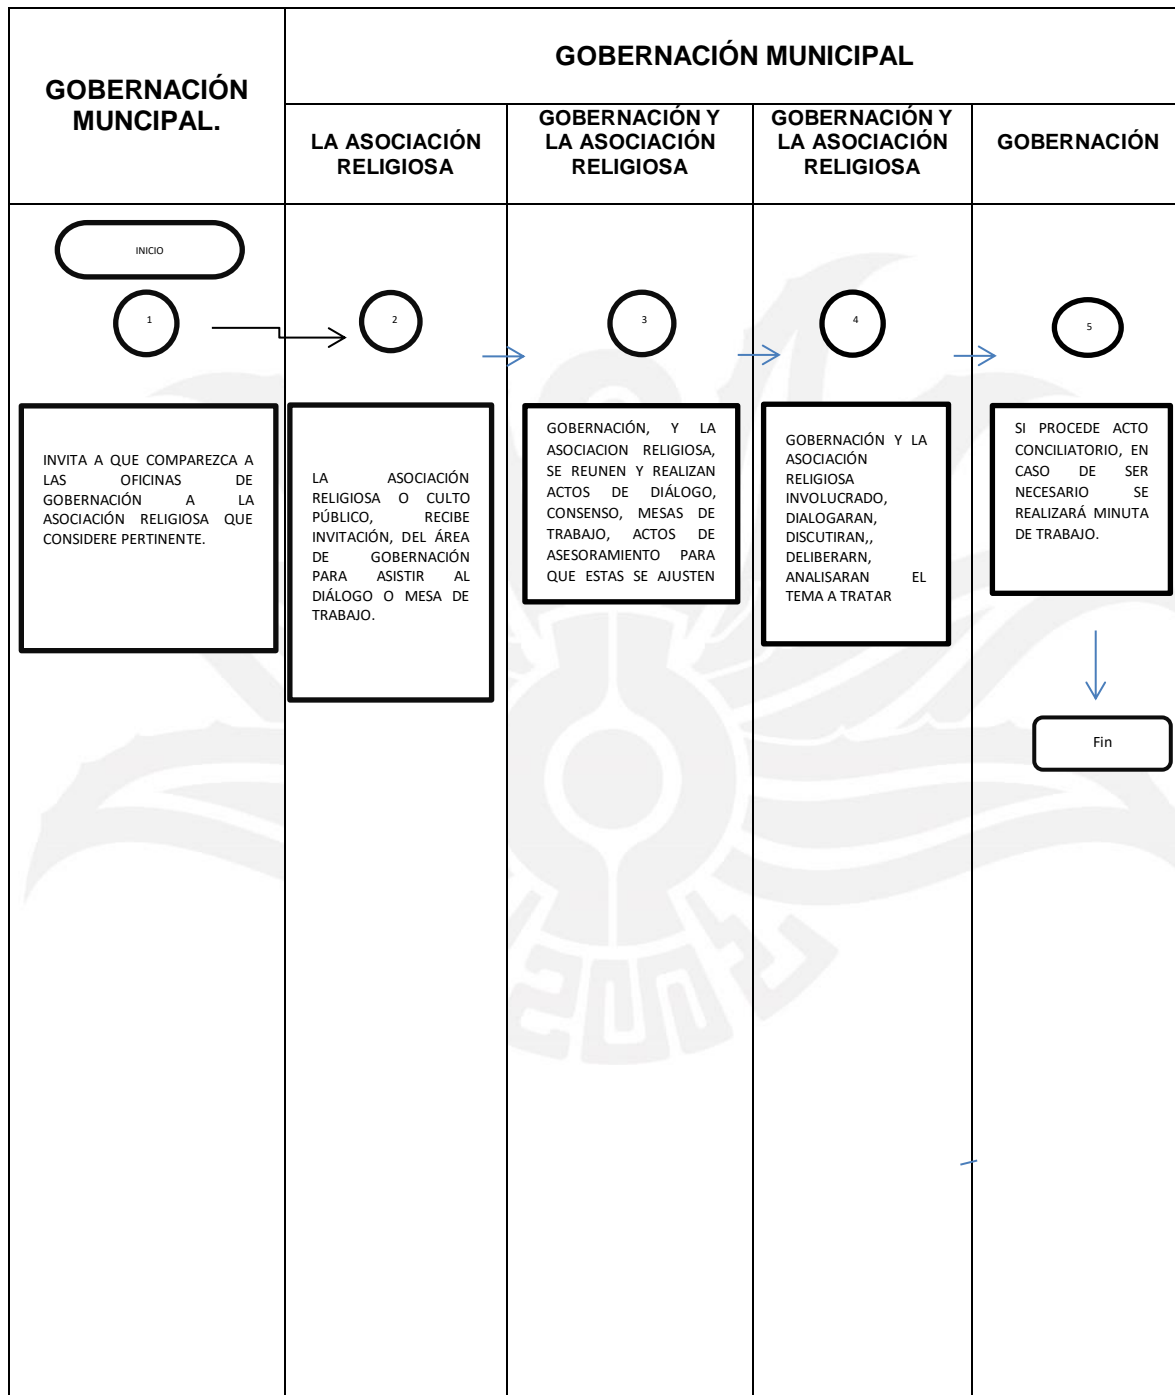 GOBERNACIÓN
MUNCIPAL.
GOBERNACIÓN MUNICIPAL
LA ASOCIACIÓN
RELIGIOSA
GOBERNACIÓN Y
LA ASOCIACIÓN
RELIGIOSA
GOBERNACIÓN Y
LA ASOCIACIÓN
RELIGIOSA
GOBERNACIÓN
INICIO
1
2
3
4
5
INVITA A QUE COMPAREZCA A
LAS OFICINAS DE
GOBERNACIÓN A LA
ASOCIACIÓN RELIGIOSA QUE
CONSIDERE PERTINENTE.
LA ASOCIACIÓN
RELIGIOSA O CULTO
PÚBLICO, RECIBE
INVITACIÓN, DEL ÁREA
DE GOBERNACIÓN
PARA ASISTIR AL
DIÁLOGO O MESA DE
TRABAJO.
GOBERNACIÓN, Y LA
ASOCIACION RELIGIOSA,
SE REUNEN Y REALIZAN
ACTOS DE DIÁLOGO,
CONSENSO, MESAS DE
TRABAJO, ACTOS DE
ASESORAMIENTO PARA
QUE ESTAS SE AJUSTEN
GOBERNACIÓN Y LA
ASOCIACIÓN
RELIGIOSA
INVOLUCRADO,
DIALOGARAN,
DISCUTIRAN,,
DELIBERARN,
ANALISARAN EL
TEMA A TRATAR
SI PROCEDE ACTO
CONCILIATORIO, EN
CASO DE SER
NECESARIO SE
REALIZARÁ MINUTA
DE TRABAJO.
Fin